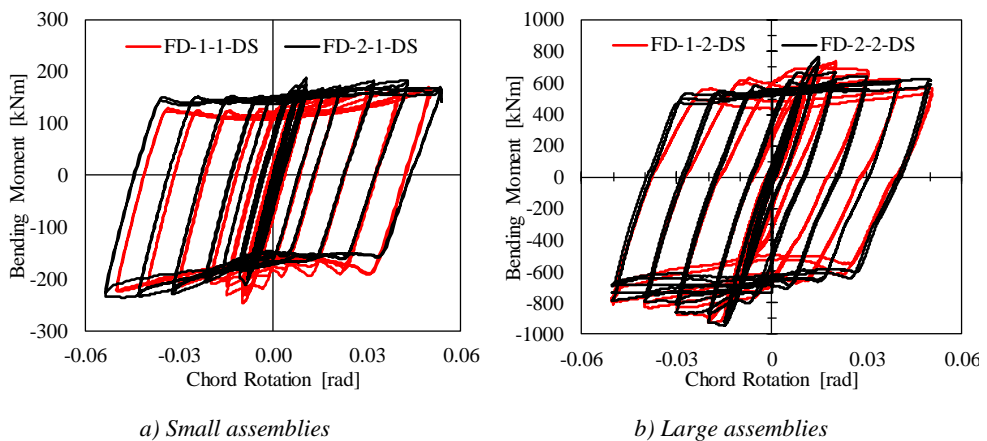 FD-1-1-DS FD-2-1-DS
Bending Moment [kNm]
300
200
100
0
-100
-200
-300
-0.06 -0.03 0.00 0.03 0.06
Chord Rotation [rad]
a) Small assemblies
FD-1-2-DS FD-2-2-DS
Bending Moment [kNm]
1000
800
600
400
200
0
-200
-400
-600
-800
-1000
-0.06 -0.03 0 0.03 0.06
Chord Rotation [rad]
b) Large assemblies